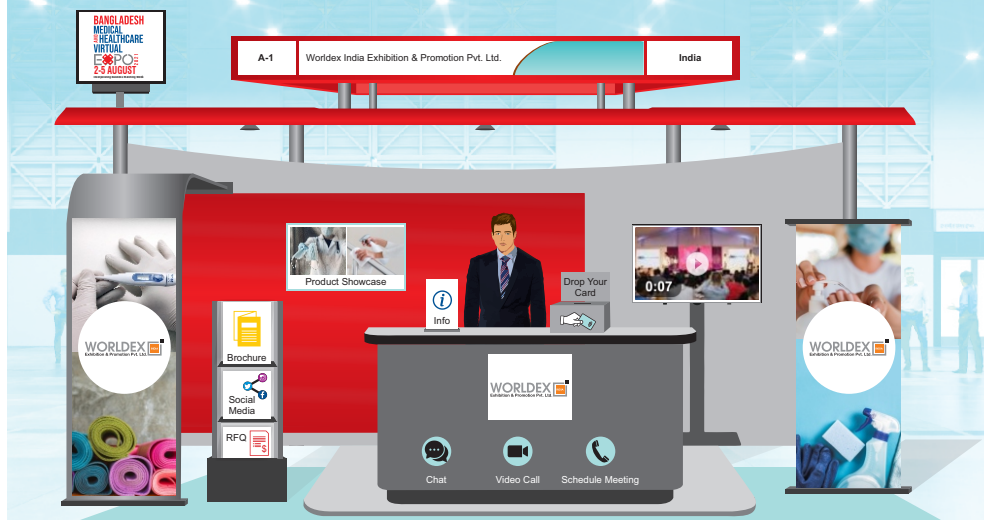 BANGLADESH
MEDICAL
AND HEALTHCARE
VIRTUAL
EXPO 2021
2-5 AUGUST
A-1
Worldex India Exhibition & Promotion Pvt. Ltd.
India
Product Showcase
0:07
Info
Drop Your
Card
WORLDEX
Exhibition & Promotion Pvt. Ltd.
Brochure
Social
Media
RFQ
$
WORLDEX
Exhibition & Promotion Pvt. Ltd.
WORLDEX
Exhibition & Promotion Pvt. Ltd.
Chat
Video Call
Schedule Meeting